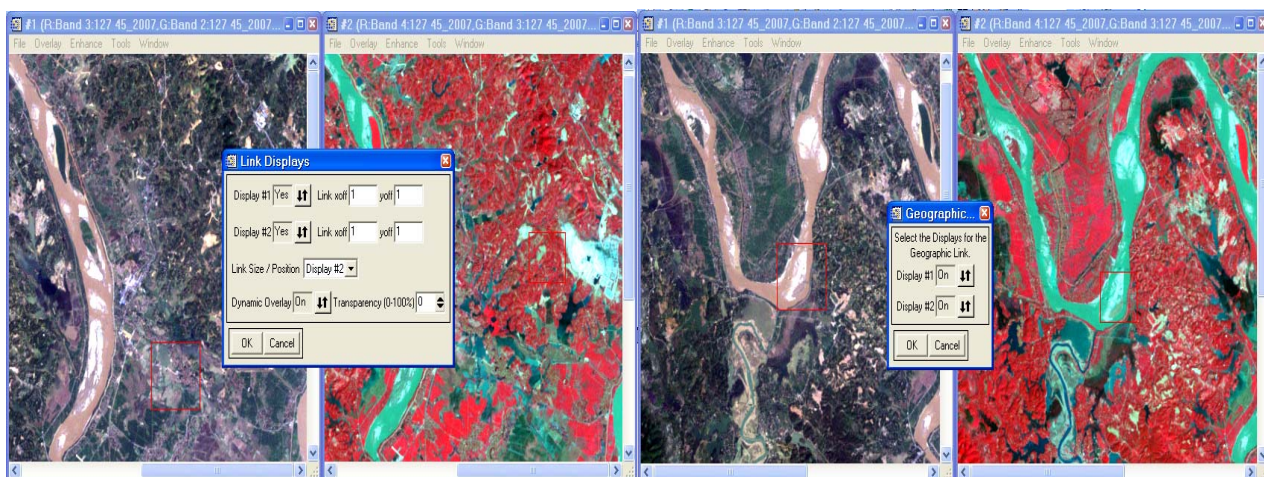 #1 (R:Band 3:127 45_2007,G:Band 2:127 45_2007....
File Overlay Enhance Tools Window
#2 (R:Band 4:127 45_2007,G:Band 3:127 45_2007....
File Overlay Enhance Tools Window
Link Displays
Display #1 Yes Link xoff 1 yoff 1
Display #2 Yes Link xoff 1 yoff 1
Link Size / Position Display #2
Dynamic Overlay On Transparency (0-100%) 0
OK Cancel
#1 (R:Band 3:127 45_2007,G:Band 2:127 45_2007,...
File Overlay Enhance Tools Window
#2 (R:Band 4:127 45_2007,G:Band 3:127 45_2007....
File Overlay Enhance Tools Window
Geographic...
Select the Displays for the
Geographic Link.
Display #1 On
Display #2 On
OK Cancel